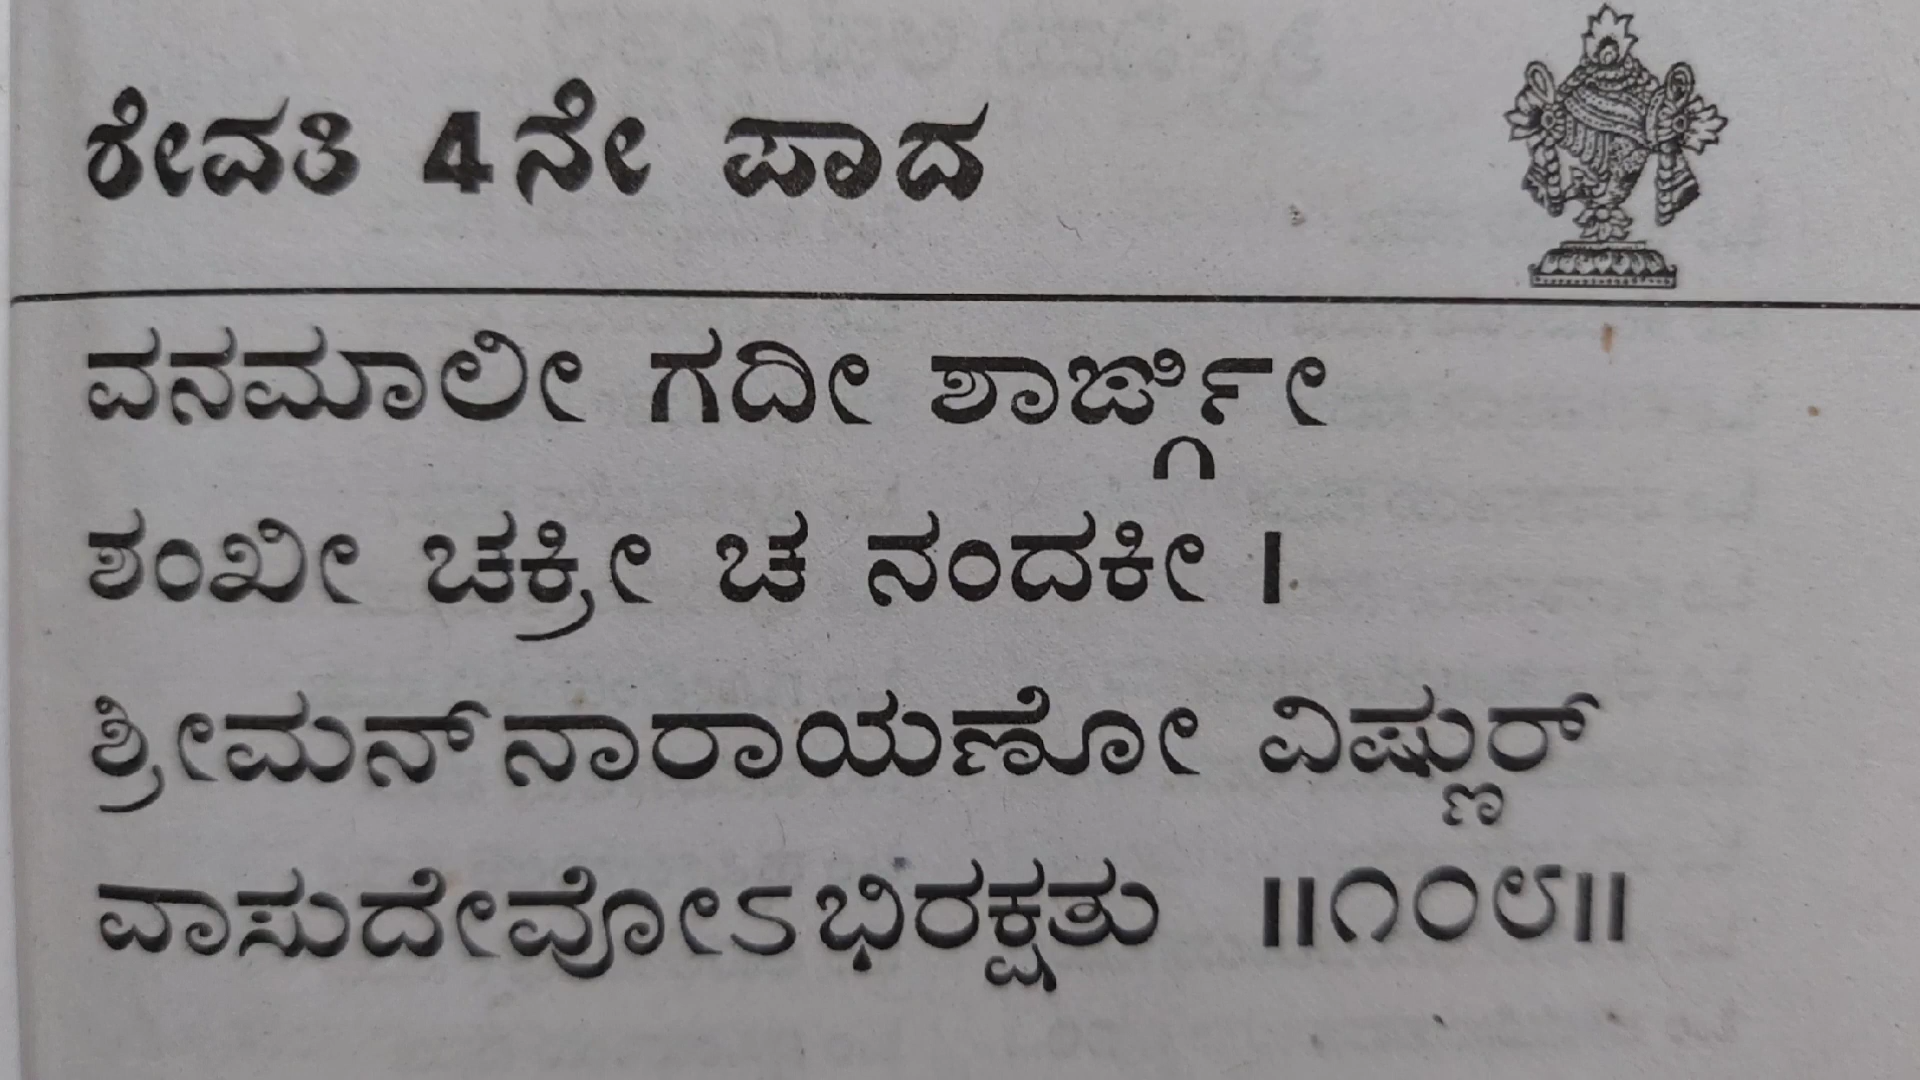 ರೇವತಿ 4ನೇ ಪಾದ
ವನಮಾಲೀ ಗದೀ ಶಾರ್ಙ್ಗೀ
ಶಂಖೀ ಚಕ್ರೀ ಚ ನಂದಕೀ ।
ಶ್ರೀಮನ್‌ನಾರಾಯಣೋ ವಿಷ್ಣುರ್
ವಾಸುದೇವೋಽಭಿರಕ್ಷತು ॥೧೦೮॥